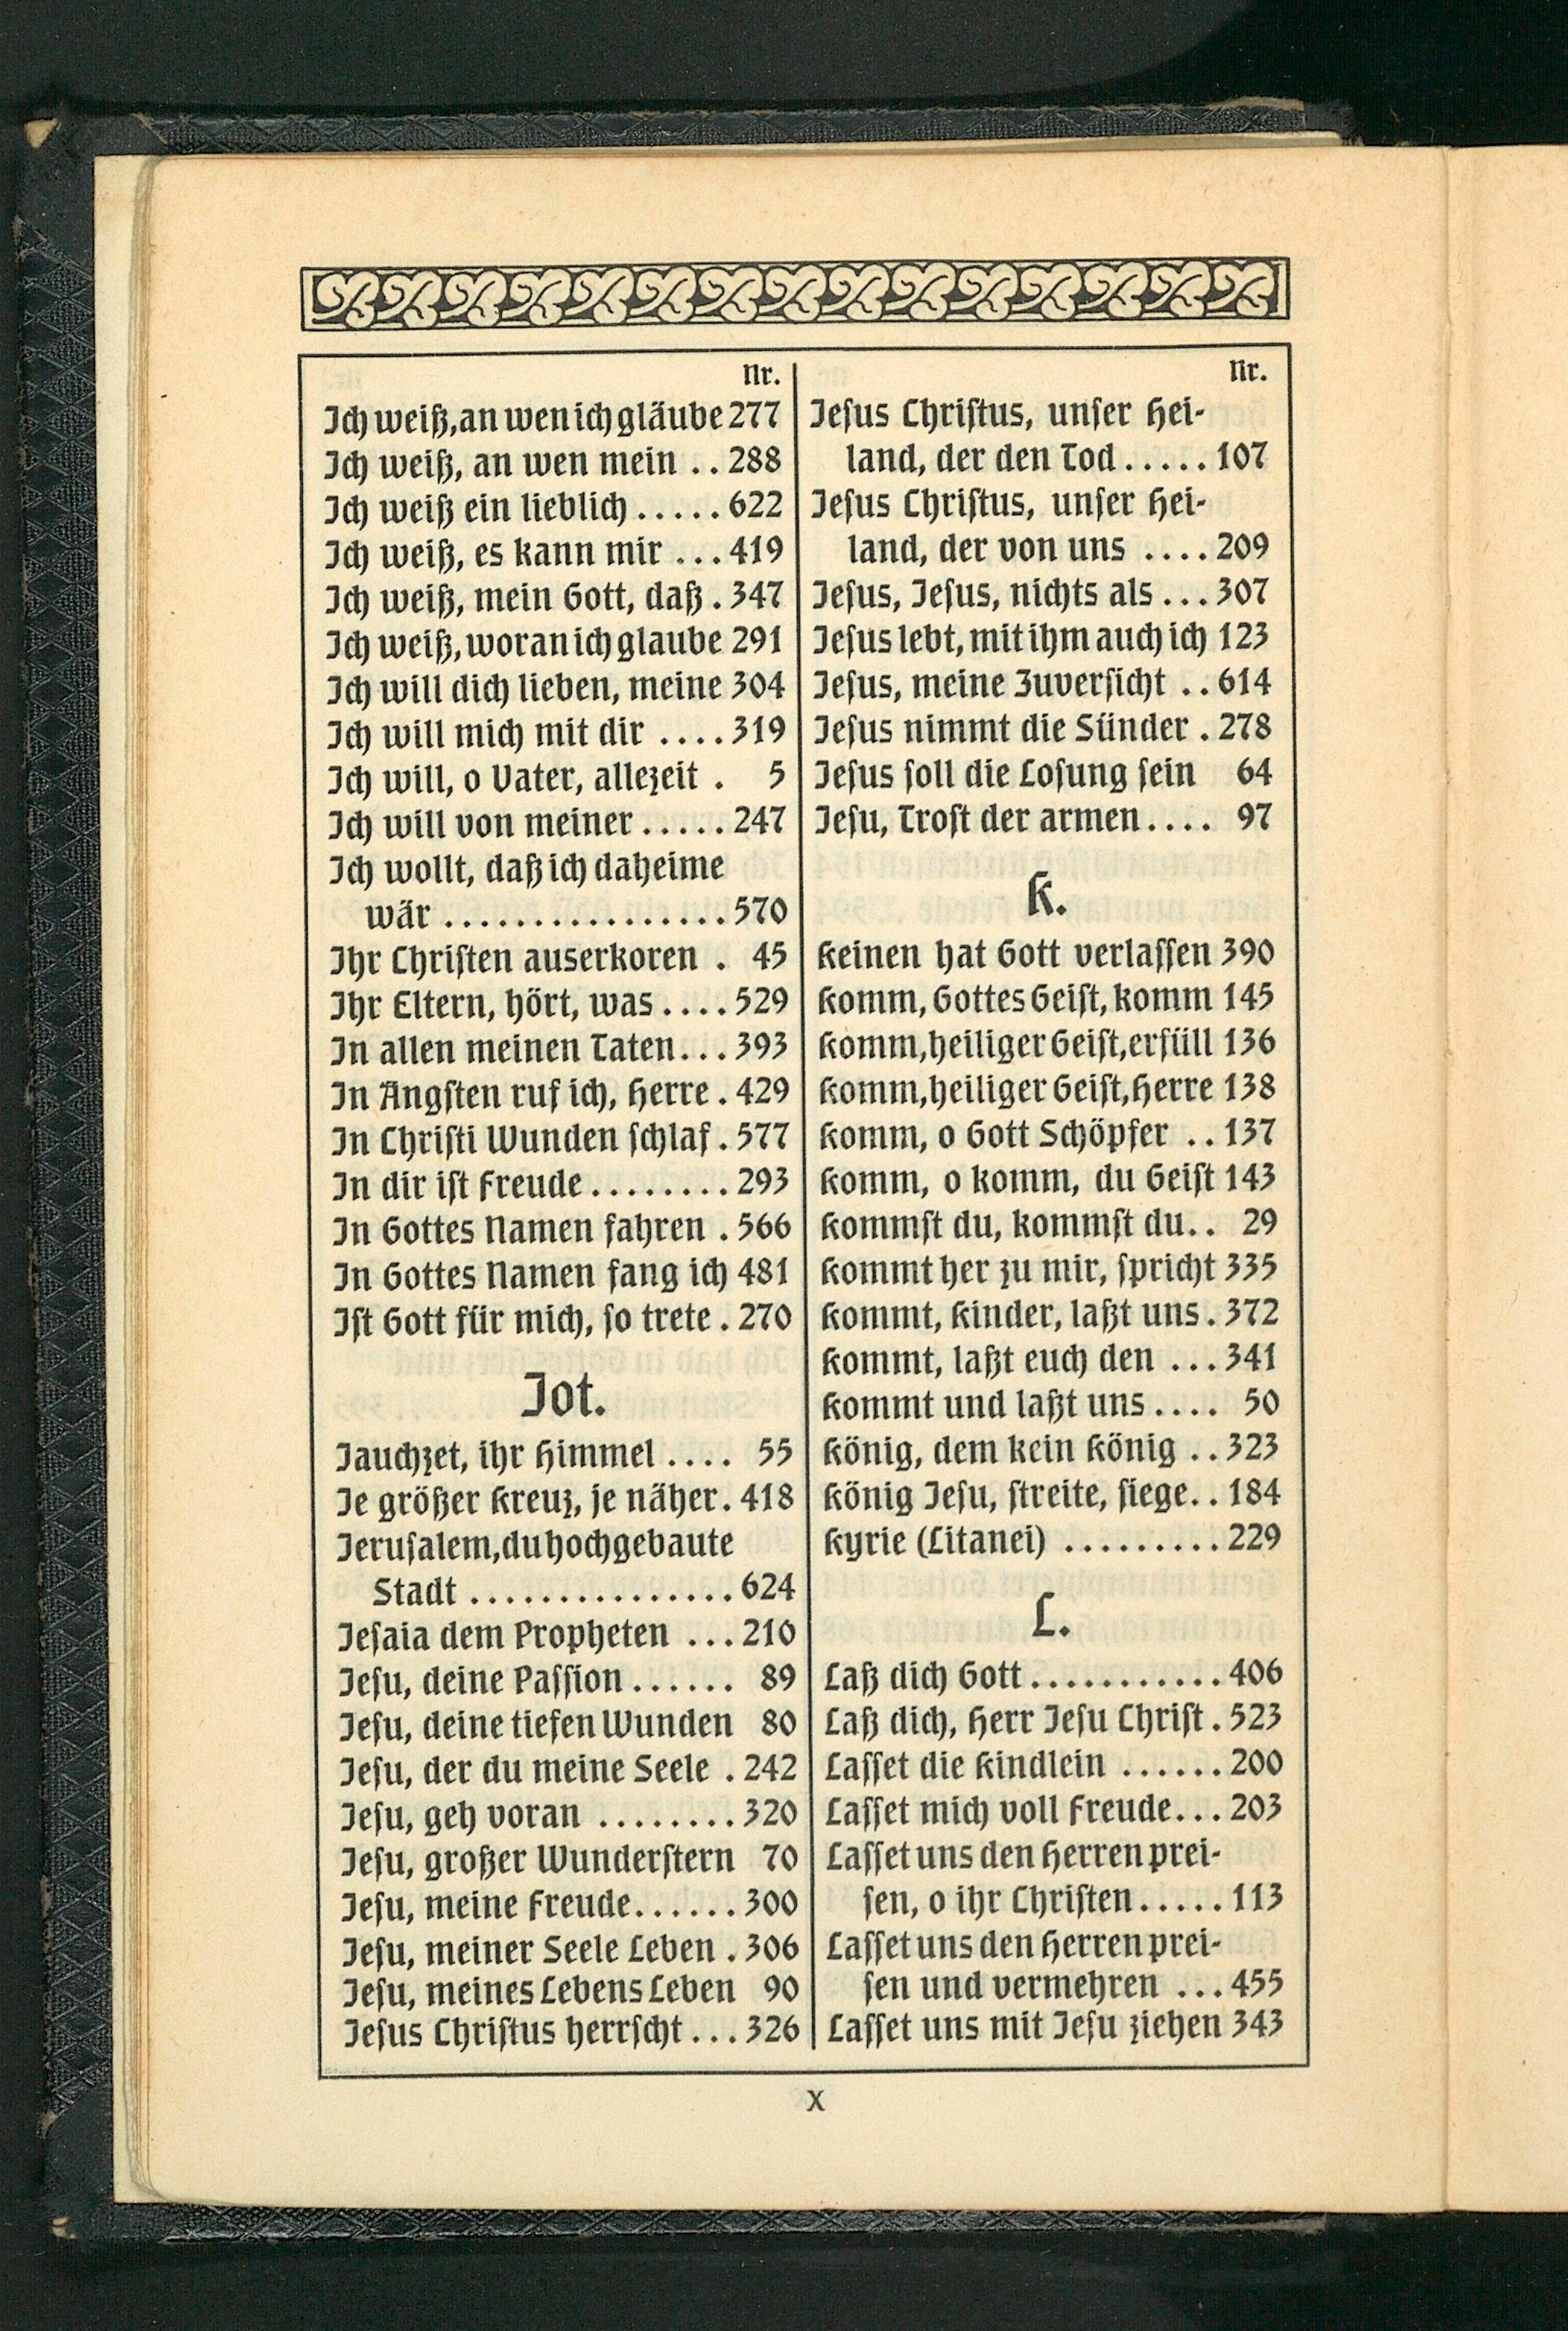 Nr.
Ich weiß, an wen ich gläube 277
Ich weiß, an wen mein .. 288
Ich weiß ein lieblich ..... 622
Ich weiß, es kann mir ... 419
Ich weiß, mein Gott, daß . 347
Ich weiß, woran ich glaube 291
Ich will dich lieben, meine 304
Ich will mich mit dir .... 319
Ich will, o Vater, allezeit . 5
Ich will von meiner ..... 247
Ich wollt, daß ich daheime
wär ................ 570
Ihr Christen auserkoren . 45
Ihr Eltern, hört, was .... 529
In allen meinen Taten... 393
In Ängsten ruf ich, Herre . 429
In Christi Wunden schlaf . 577
In dir ist Freude ........ 293
In Gottes Namen fahren . 566
In Gottes Namen fang ich 481
Ist Gott für mich, so trete . 270
Jot.
Jauchzet, ihr Himmel .... 55
Je größer Kreuz, je näher . 418
Jerusalem, du hochgebaute
Stadt ............... 624
Jesaia dem Propheten ... 210
Jesu, deine Passion ...... 89
Jesu, deine tiefen Wunden 80
Jesu, der du meine Seele . 242
Jesu, geh voran ........ 320
Jesu, großer Wunderstern 70
Jesu, meine Freude...... 300
Jesu, meiner Seele Leben . 306
Jesu, meines Lebens Leben 90
Jesus Christus herrscht ... 326
Nr.
Jesus Christus, unser Hei-
land, der den Tod ..... 107
Jesus Christus, unser Hei-
land, der von uns .... 209
Jesus, Jesus, nichts als ... 307
Jesus lebt, mit ihm auch ich 123
Jesus, meine Zuversicht .. 614
Jesus nimmt die Sünder . 278
Jesus soll die Losung sein 64
Jesu, Trost der armen .... 97
K.
Keinen hat Gott verlassen 390
Komm, Gottes Geist, komm 145
Komm, heiliger Geist, erfüll 136
Komm, heiliger Geist, Herre 138
Komm, o Gott Schöpfer .. 137
Komm, o komm, du Geist 143
Kommst du, kommst du.. 29
Kommt her zu mir, spricht 335
Kommt, Kinder, laßt uns . 372
Kommt, laßt euch den ... 341
Kommt und laßt uns .... 50
König, dem kein König .. 323
König Jesu, streite, siege.. 184
Kyrie (Litanei) ......... 229
L.
Laß dich Gott ........... 406
Laß dich, Herr Jesu Christ . 523
Lasset die Kindlein ...... 200
Lasset mich voll Freude... 203
Lasset uns den Herren prei-
sen, o ihr Christen ..... 113
Lasset uns den Herren prei-
sen und vermehren ... 455
Lasset uns mit Jesu ziehen 343
X